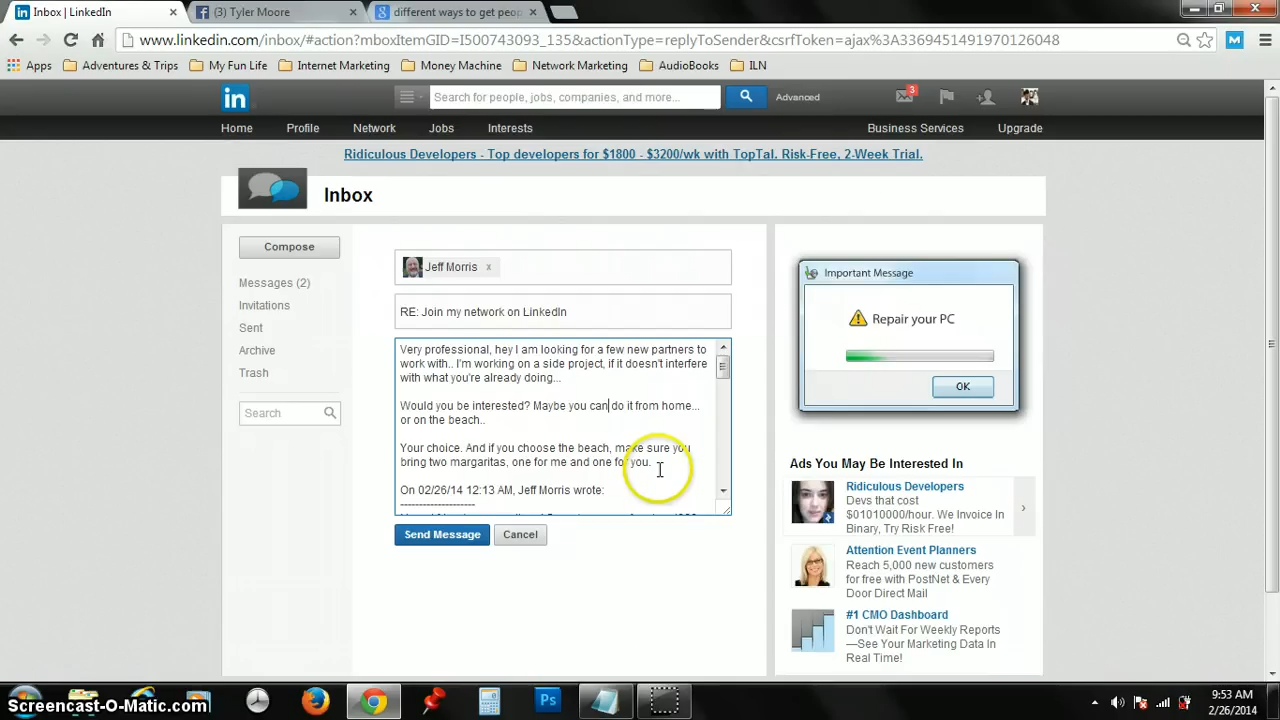 Inbox | LinkedIn
(3) Tyler Moore
different ways to get peop
www.linkedin.com/inbox/#action?mboxItemGID=I500743093_135&actionType=replyToSender&csrfToken=ajax%3A3369451491970126048
Apps
Adventures & Trips
My Fun Life
Internet Marketing
Money Machine
Network Marketing
AudioBooks
ILN
in
Search for people, jobs, companies, and more...
Advanced
3
Home
Profile
Network
Jobs
Interests
Business Services
Upgrade
Ridiculous Developers - Top developers for $1800 - $3200/wk with TopTal. Risk-Free, 2-Week Trial.
Inbox
Compose
Messages (2)
Invitations
Sent
Archive
Trash
Search
Jeff Morris x
RE: Join my network on LinkedIn
Very professional, hey I am looking for a few new partners to
work with.. I'm working on a side project, if it doesn't interfere
with what you're already doing...
Would you be interested? Maybe you can do it from home...
or on the beach..
Your choice. And if you choose the beach, make sure you
bring two margaritas, one for me and one for you.
On 02/26/14 12:13 AM, Jeff Morris wrote:
--------------------
Send Message
Cancel
Important Message
Repair your PC
OK
Ads You May Be Interested In
Ridiculous Developers
Devs that cost
$01010000/hour. We Invoice In
Binary, Try Risk Free!
Attention Event Planners
Reach 5,000 new customers
for free with PostNet & Every
Door Direct Mail
#1 CMO Dashboard
Don't Wait For Weekly Reports
—See Your Marketing Data In
Real Time!
Screencast-O-Matic.com
Ps
9:53 AM
2/26/2014